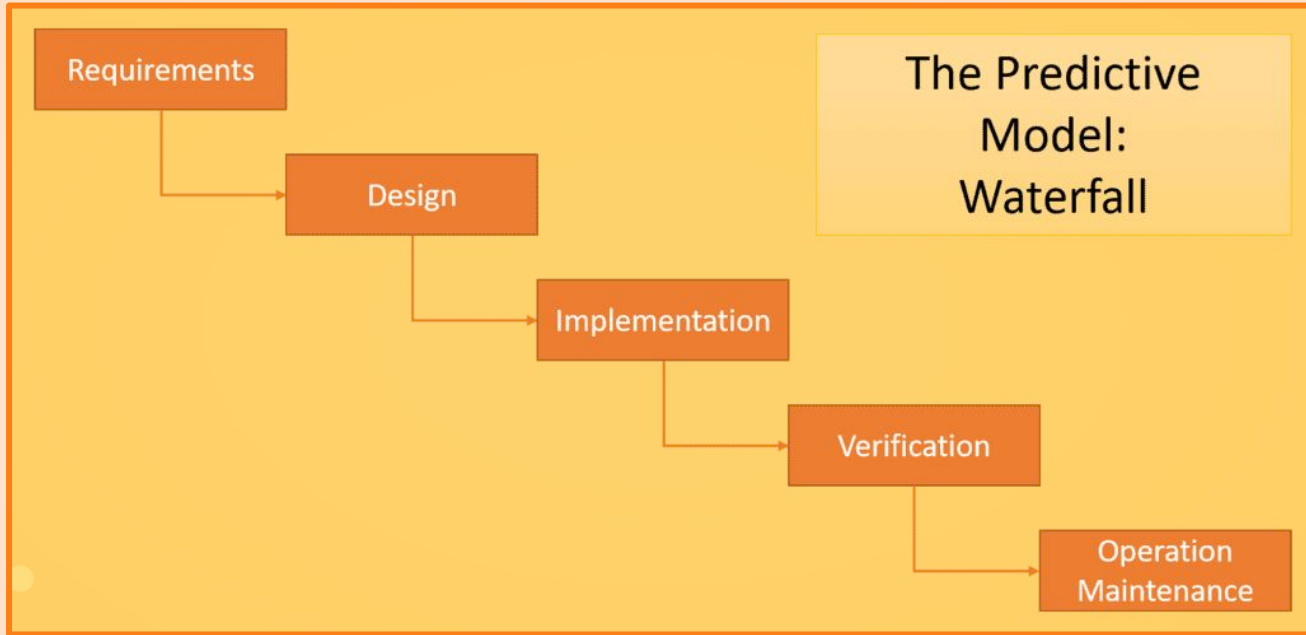 Requirements
The Predictive
Model:
Waterfall
Design
Implementation
Verification
Operation
Maintenance